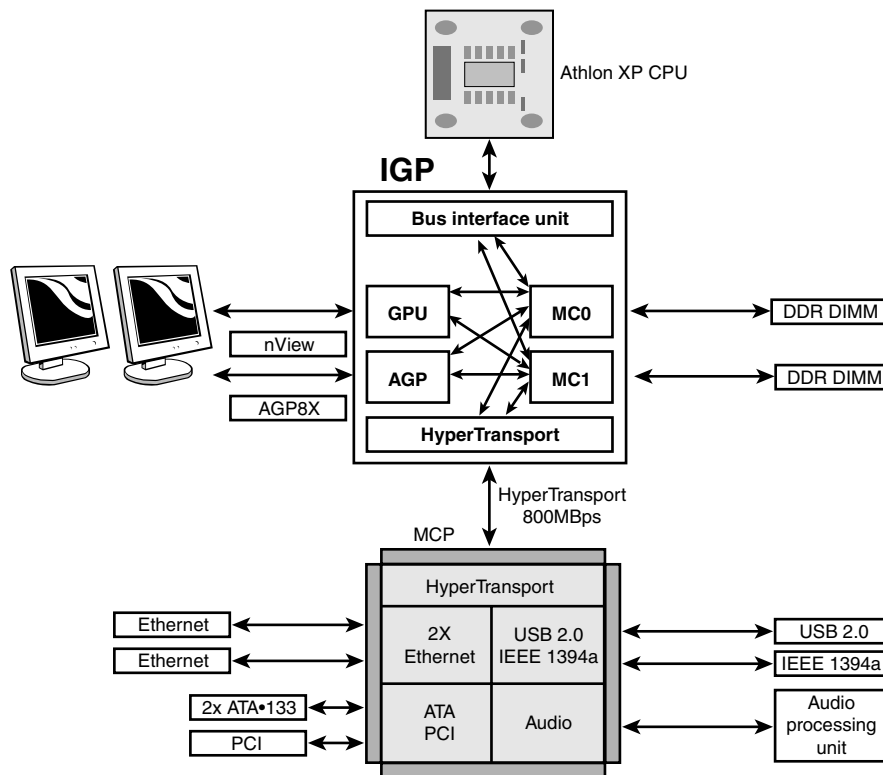 Athlon XP CPU
IGP
Bus interface unit
GPU
MC0
DDR DIMM
nView
AGP
MC1
DDR DIMM
AGP8X
HyperTransport
HyperTransport
800MBps
MCP
HyperTransport
Ethernet
2X
Ethernet
USB 2.0
IEEE 1394a
USB 2.0
Ethernet
IEEE 1394a
2x ATA•133
ATA
PCI
Audio
Audio
processing
unit
PCI